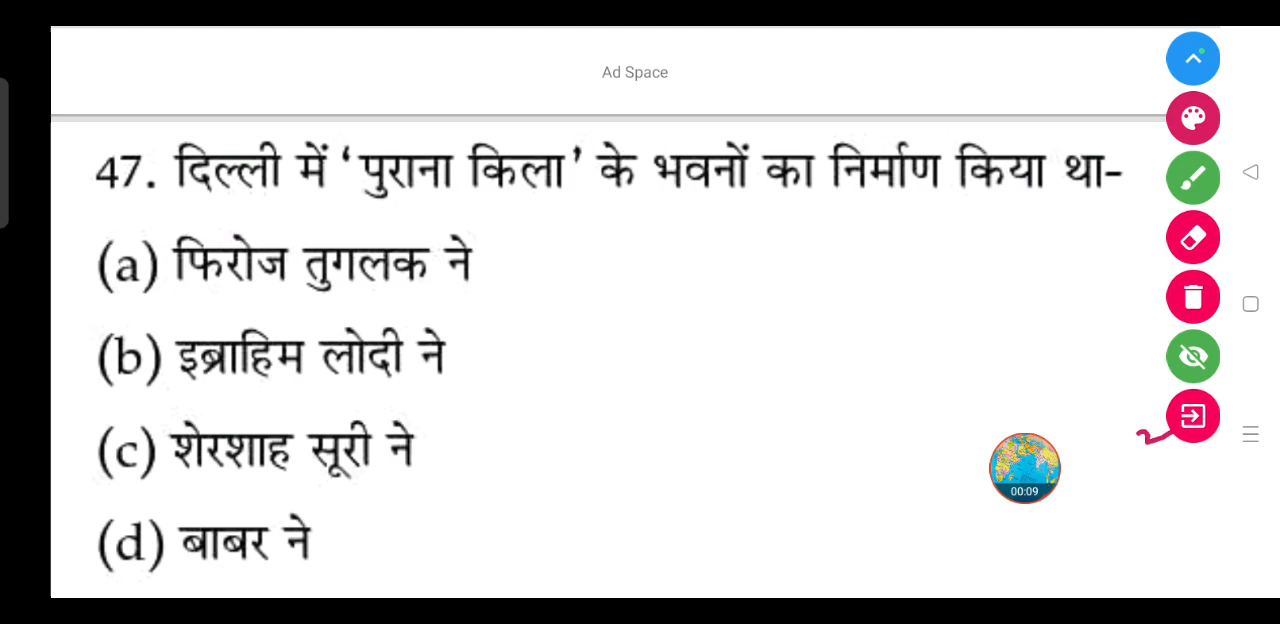 Ad Space
47. दिल्ली में ‘पुराना किला’ के भवनों का निर्माण किया था-
(a) फिरोज तुगलक ने
(b) इब्राहिम लोदी ने
(c) शेरशाह सूरी ने
(d) बाबर ने
00:09